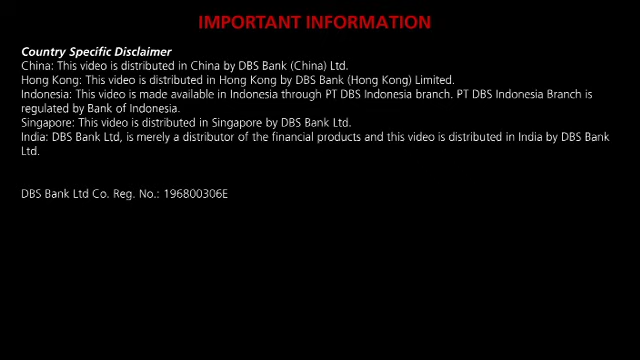 IMPORTANT INFORMATION
Country Specific Disclaimer
China: This video is distributed in China by DBS Bank (China) Ltd.
Hong Kong: This video is distributed in Hong Kong by DBS Bank (Hong Kong) Limited.
Indonesia: This video is made available in Indonesia through PT DBS Indonesia branch. PT DBS Indonesia Branch is
regulated by Bank of Indonesia.
Singapore: This video is distributed in Singapore by DBS Bank Ltd.
India: DBS Bank Ltd, is merely a distributor of the financial products and this video is distributed in India by DBS Bank
Ltd.
DBS Bank Ltd Co. Reg. No.: 196800306E